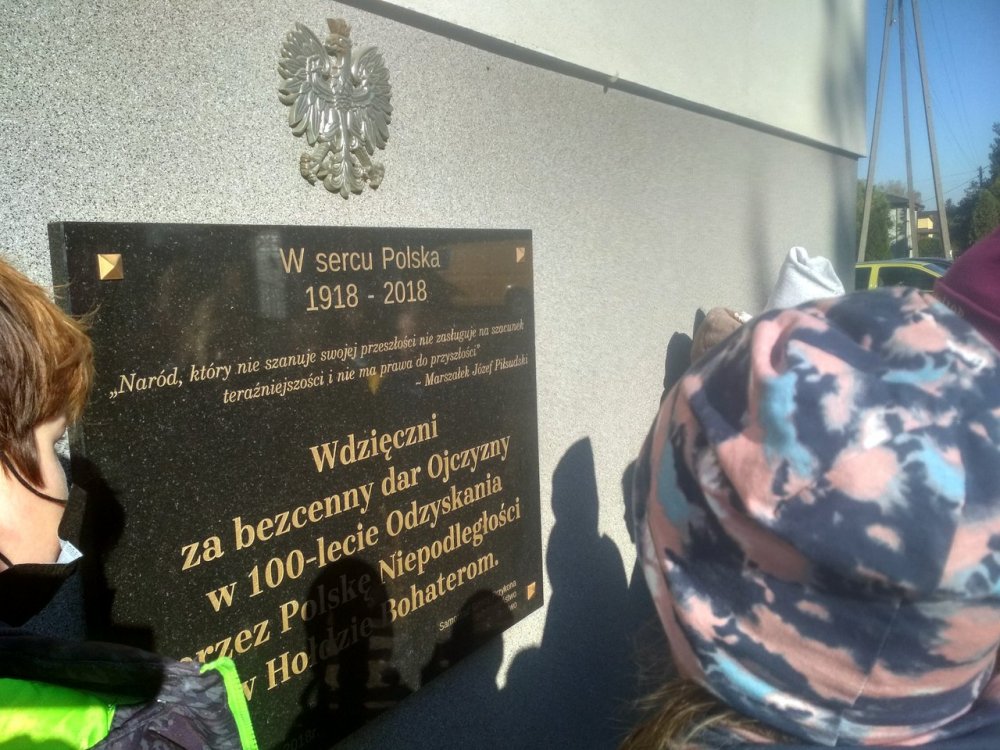 W sercu Polska
1918 - 2018
„Naród, który nie szanuje swojej przeszłości nie zasługuje na szacunek
teraźniejszości i nie ma prawa do przyszłości”
~ Marszałek Józef Piłsudski
Wdzięczni
za bezcenny dar Ojczyzny
w 100-lecie Odzyskania
przez Polskę Niepodległości
w Hołdzie Bohaterom.